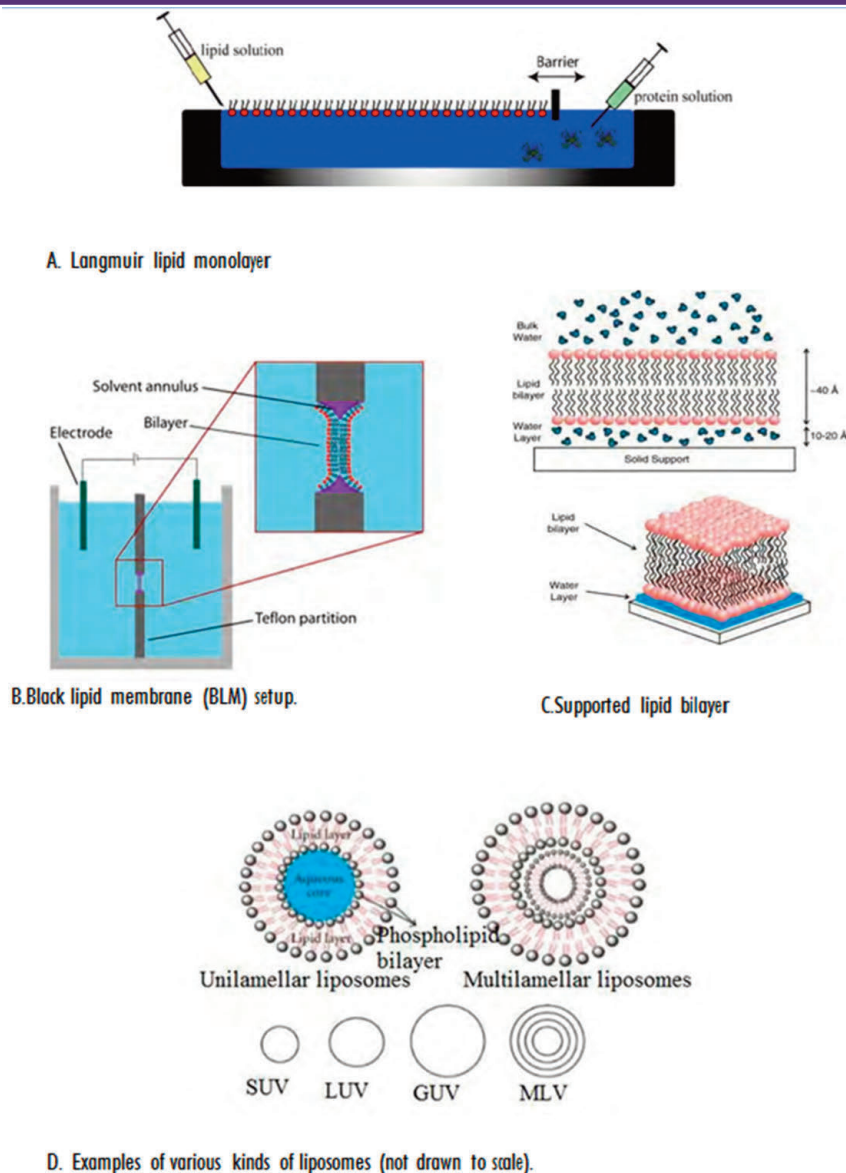 lipid solution
Barrier
protein solution
A. Langmuir lipid monolayer
Solvent annulus
Bilayer
Electrode
Teflon partition
B.Black lipid membrane (BLM) setup.
Bulk
Water
Lipid
bilayer
Water
Layer
~40 Å
10-20 Å
Solid Support
Lipid
bilayer
Water
Layer
C.Supported lipid bilayer
Lipid layer
Aqueous
core
Lipid layer
Phospholipid
bilayer
Unilamellar liposomes
Multilamellar liposomes
SUV
LUV
GUV
MLV
D. Examples of various kinds of liposomes (not drawn to scale).